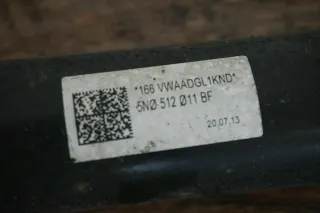 *166 VWAADGL1KND*
5NØ 512 Ø11 BF
20.07.13